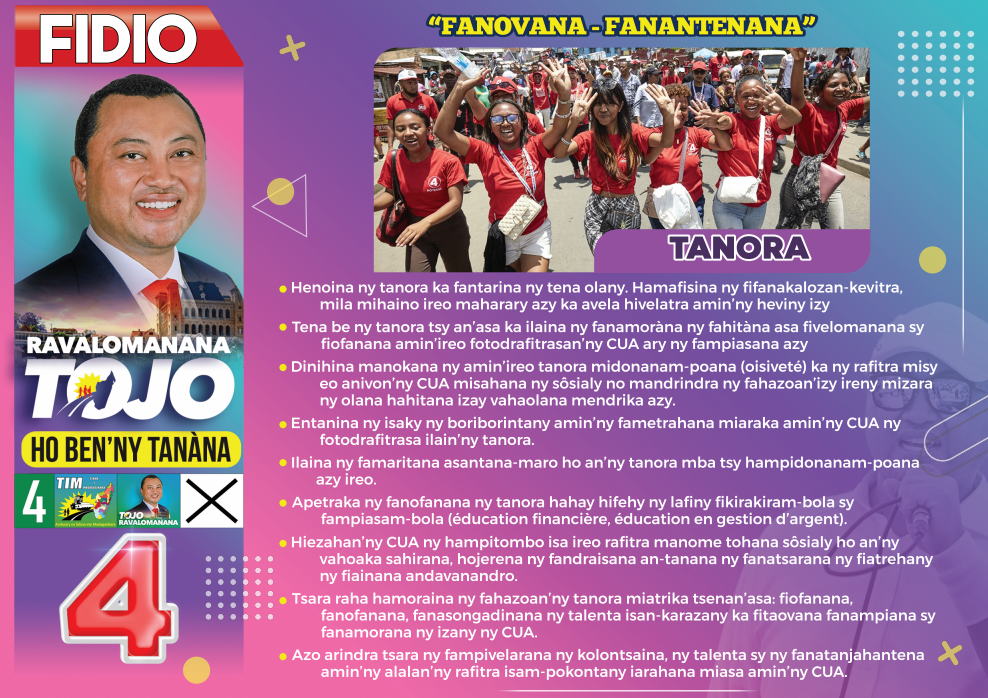 FIDIO
RAVALOMANANA
TOJO
HO BEN'NY TANÀNA
4
TIM
TOJO
RAVALOMANANA
4
“FANOVANA - FANANTENANA”
4
TANORA
Henoina ny tanora ka fantarina ny tena olany. Hamafisina ny fifanakalozan-kevitra,
mila mihaino ireo maharary azy ka avela hivelatra amin'ny heviny izy
Tena be ny tanora tsy an'asa ka ilaina ny fanamoràna ny fahitàna asa fivelomanana sy
fiofanana amin'ireo fotodrafitrasan'ny CUA ary ny fampiasana azy
Dinihina manokana ny amin'ireo tanora midonanam-poana (oisiveté) ka ny rafitra misy
eo anivon'ny CUA misahana ny sôsialy no mandrindra ny fahazoan'izy ireny mizara
ny olana hahitana izay vahaolana mendrika azy.
Entanina ny isaky ny boriborintany amin'ny fametrahana miaraka amin'ny CUA ny
fotodrafitrasa ilain'ny tanora.
Ilaina ny famaritana asantana-maro ho an'ny tanora mba tsy hampidonanam-poana
azy ireo.
Apetraka ny fanofanana ny tanora hahay hifehy ny lafiny fikirakiram-bola sy
fampiasam-bola (éducation financière, éducation en gestion d'argent).
Hiezahan'ny CUA ny hampitombo isa ireo rafitra manome tohana sôsialy ho an'ny
vahoaka sahirana, hojerena ny fandraisana an-tanana ny fanatsarana ny fiatrehany
ny fiainana andavanandro.
Tsara raha hamoraina ny fahazoan'ny tanora miatrika tsenan'asa: fiofanana,
fanofanana, fanasongadinana ny talenta isan-karazany ka fitaovana fanampiana sy
fanamorana ny izany ny CUA.
Azo arindra tsara ny fampivelarana ny kolontsaina, ny talenta sy ny fanatanjahantena
amin'ny alalan'ny rafitra isam-pokontany iarahana miasa amin'ny CUA.